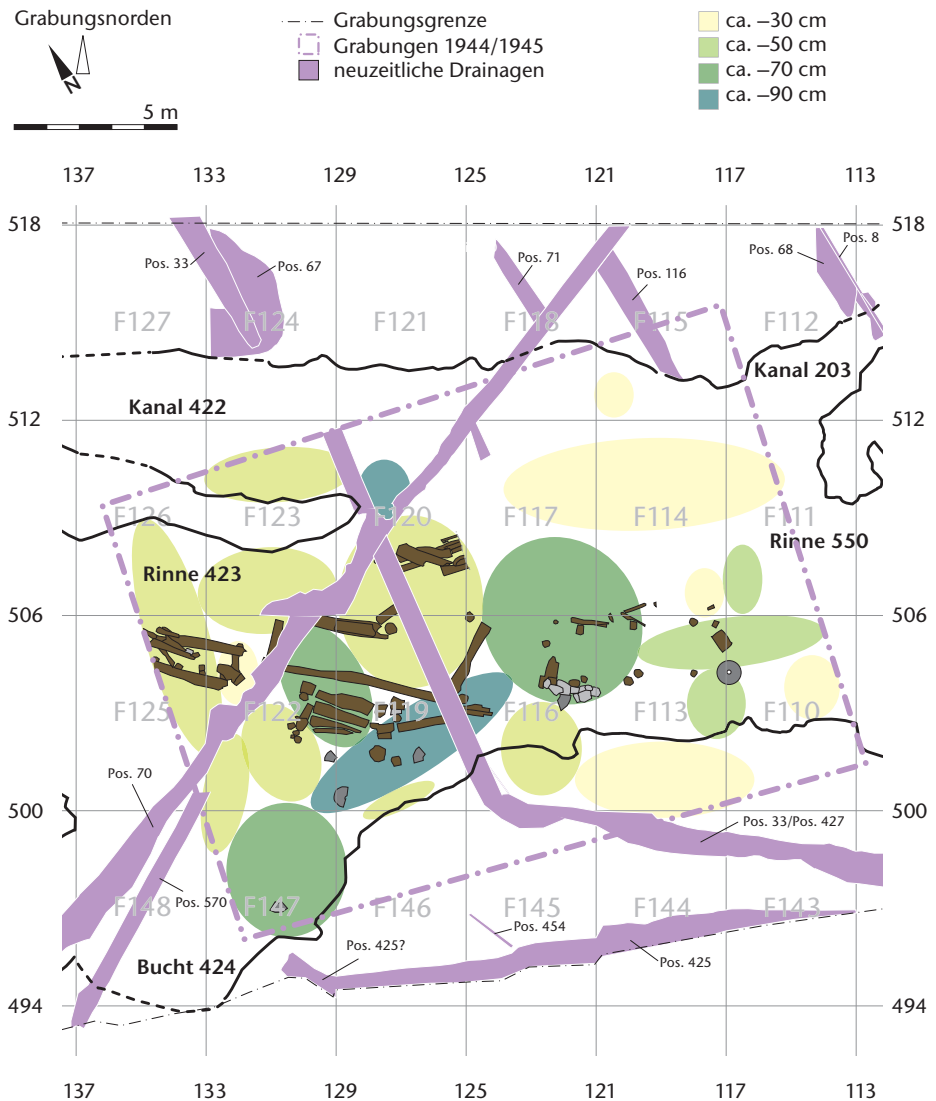 Grabungsnorden
N
5 m
Grabungsgrenze
Grabungen 1944/1945
neuzeitliche Drainagen
ca. –30 cm
ca. –50 cm
ca. –70 cm
ca. –90 cm
137 133 129 125 121 117 113
518 518
Pos. 33
Pos. 67
Pos. 71
Pos. 116
Pos. 68
Pos. 8
F127 F124 F121 F118 F115 F112
Kanal 203
Kanal 422
512 512
F126 F123 F120 F117 F114 F111
Rinne 550
Rinne 423
506 506
F125 F122 F119 F116 F113 F110
Pos. 70
500 500
Pos. 33/Pos. 427
Pos. 570
F148 F147 F146 F145 F144 F143
Pos. 454
Pos. 425?
Pos. 425
Bucht 424
494 494
137 133 129 125 121 117 113